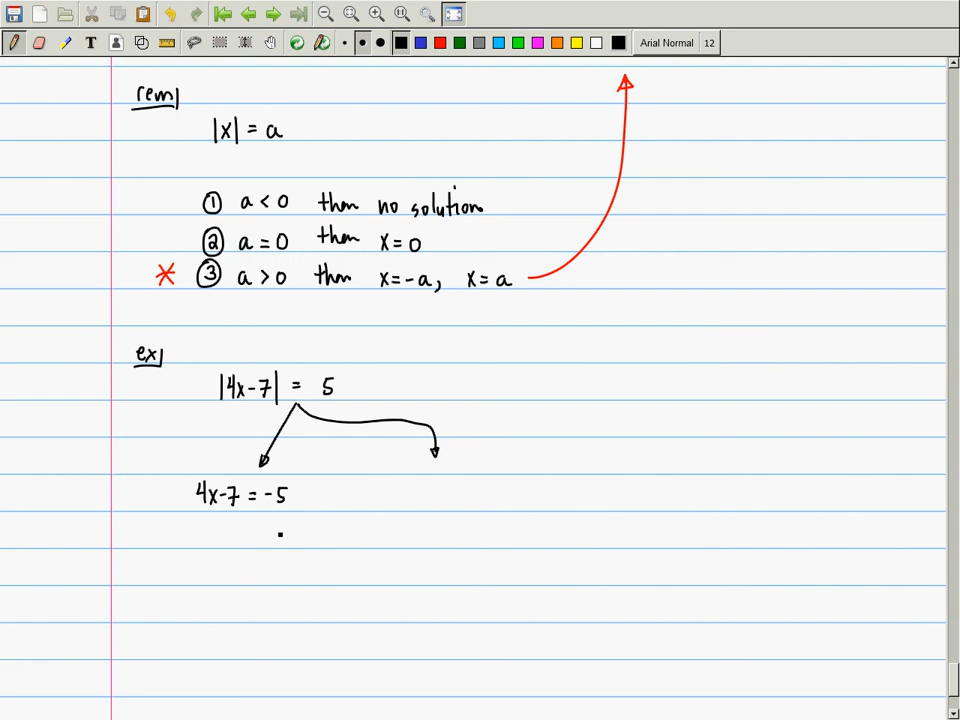 Arial Normal 12
rem
|x| = a
① a < 0 then no solutions
② a = 0 then x = 0
* ③ a > 0 then x = -a, x = a
ex
|4x-7| = 5
4x-7 = -5